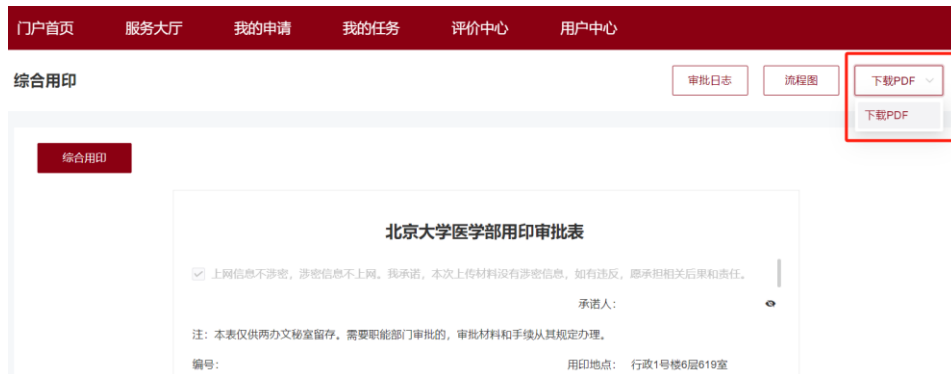 门户首页 服务大厅 我的申请 我的任务 评价中心 用户中心
综合用印 审批日志 流程图 下载PDF
下载PDF
综合用印
北京大学医学部用印审批表
上网信息不涉密，涉密信息不上网。我承诺，本次上传材料没有涉密信息，如有违反，愿承担相关后果和责任。
承诺人：
注：本表仅供两办文秘室留存。需要职能部门审批的，审批材料和手续从其规定办理。
编号： 用印地点： 行政1号楼6层619室